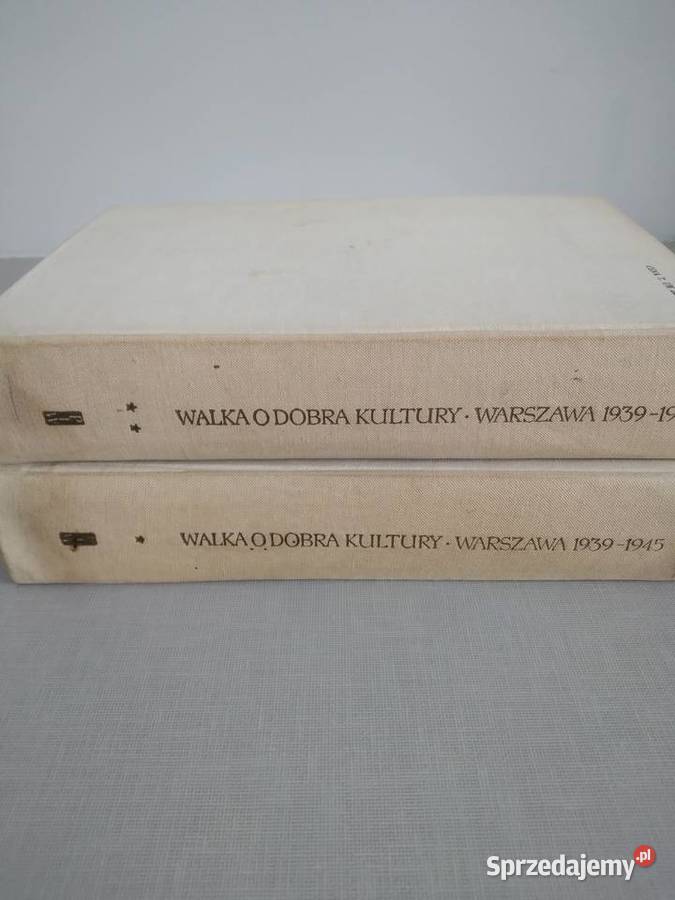 WALKA O DOBRA KULTURY · WARSZAWA 1939-19
WALKA O DOBRA KULTURY · WARSZAWA 1939-1945
Sprzedajemy.pl